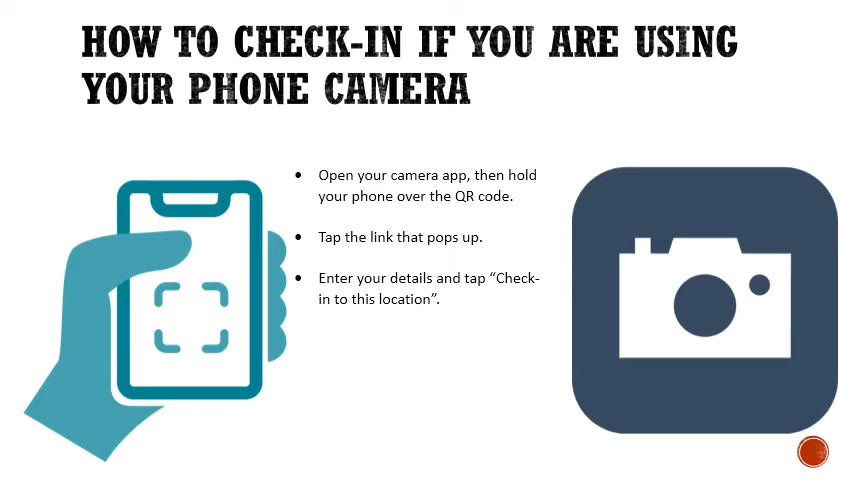 HOW TO CHECK-IN IF YOU ARE USING
YOUR PHONE CAMERA
• Open your camera app, then hold
your phone over the QR code.
• Tap the link that pops up.
• Enter your details and tap “Check-
in to this location”.